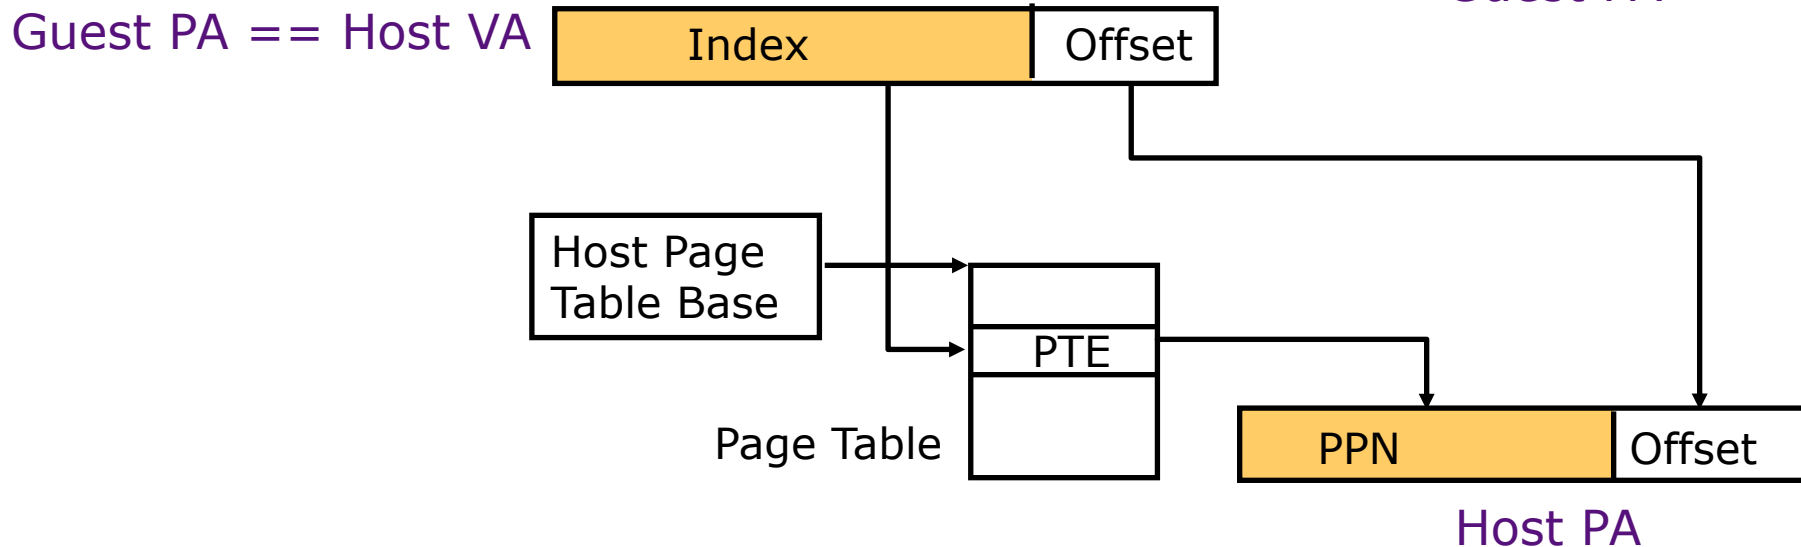 Guest PA == Host VA
Index
Offset
Host Page
Table Base
PTE
Page Table
PPN
Offset
Host PA